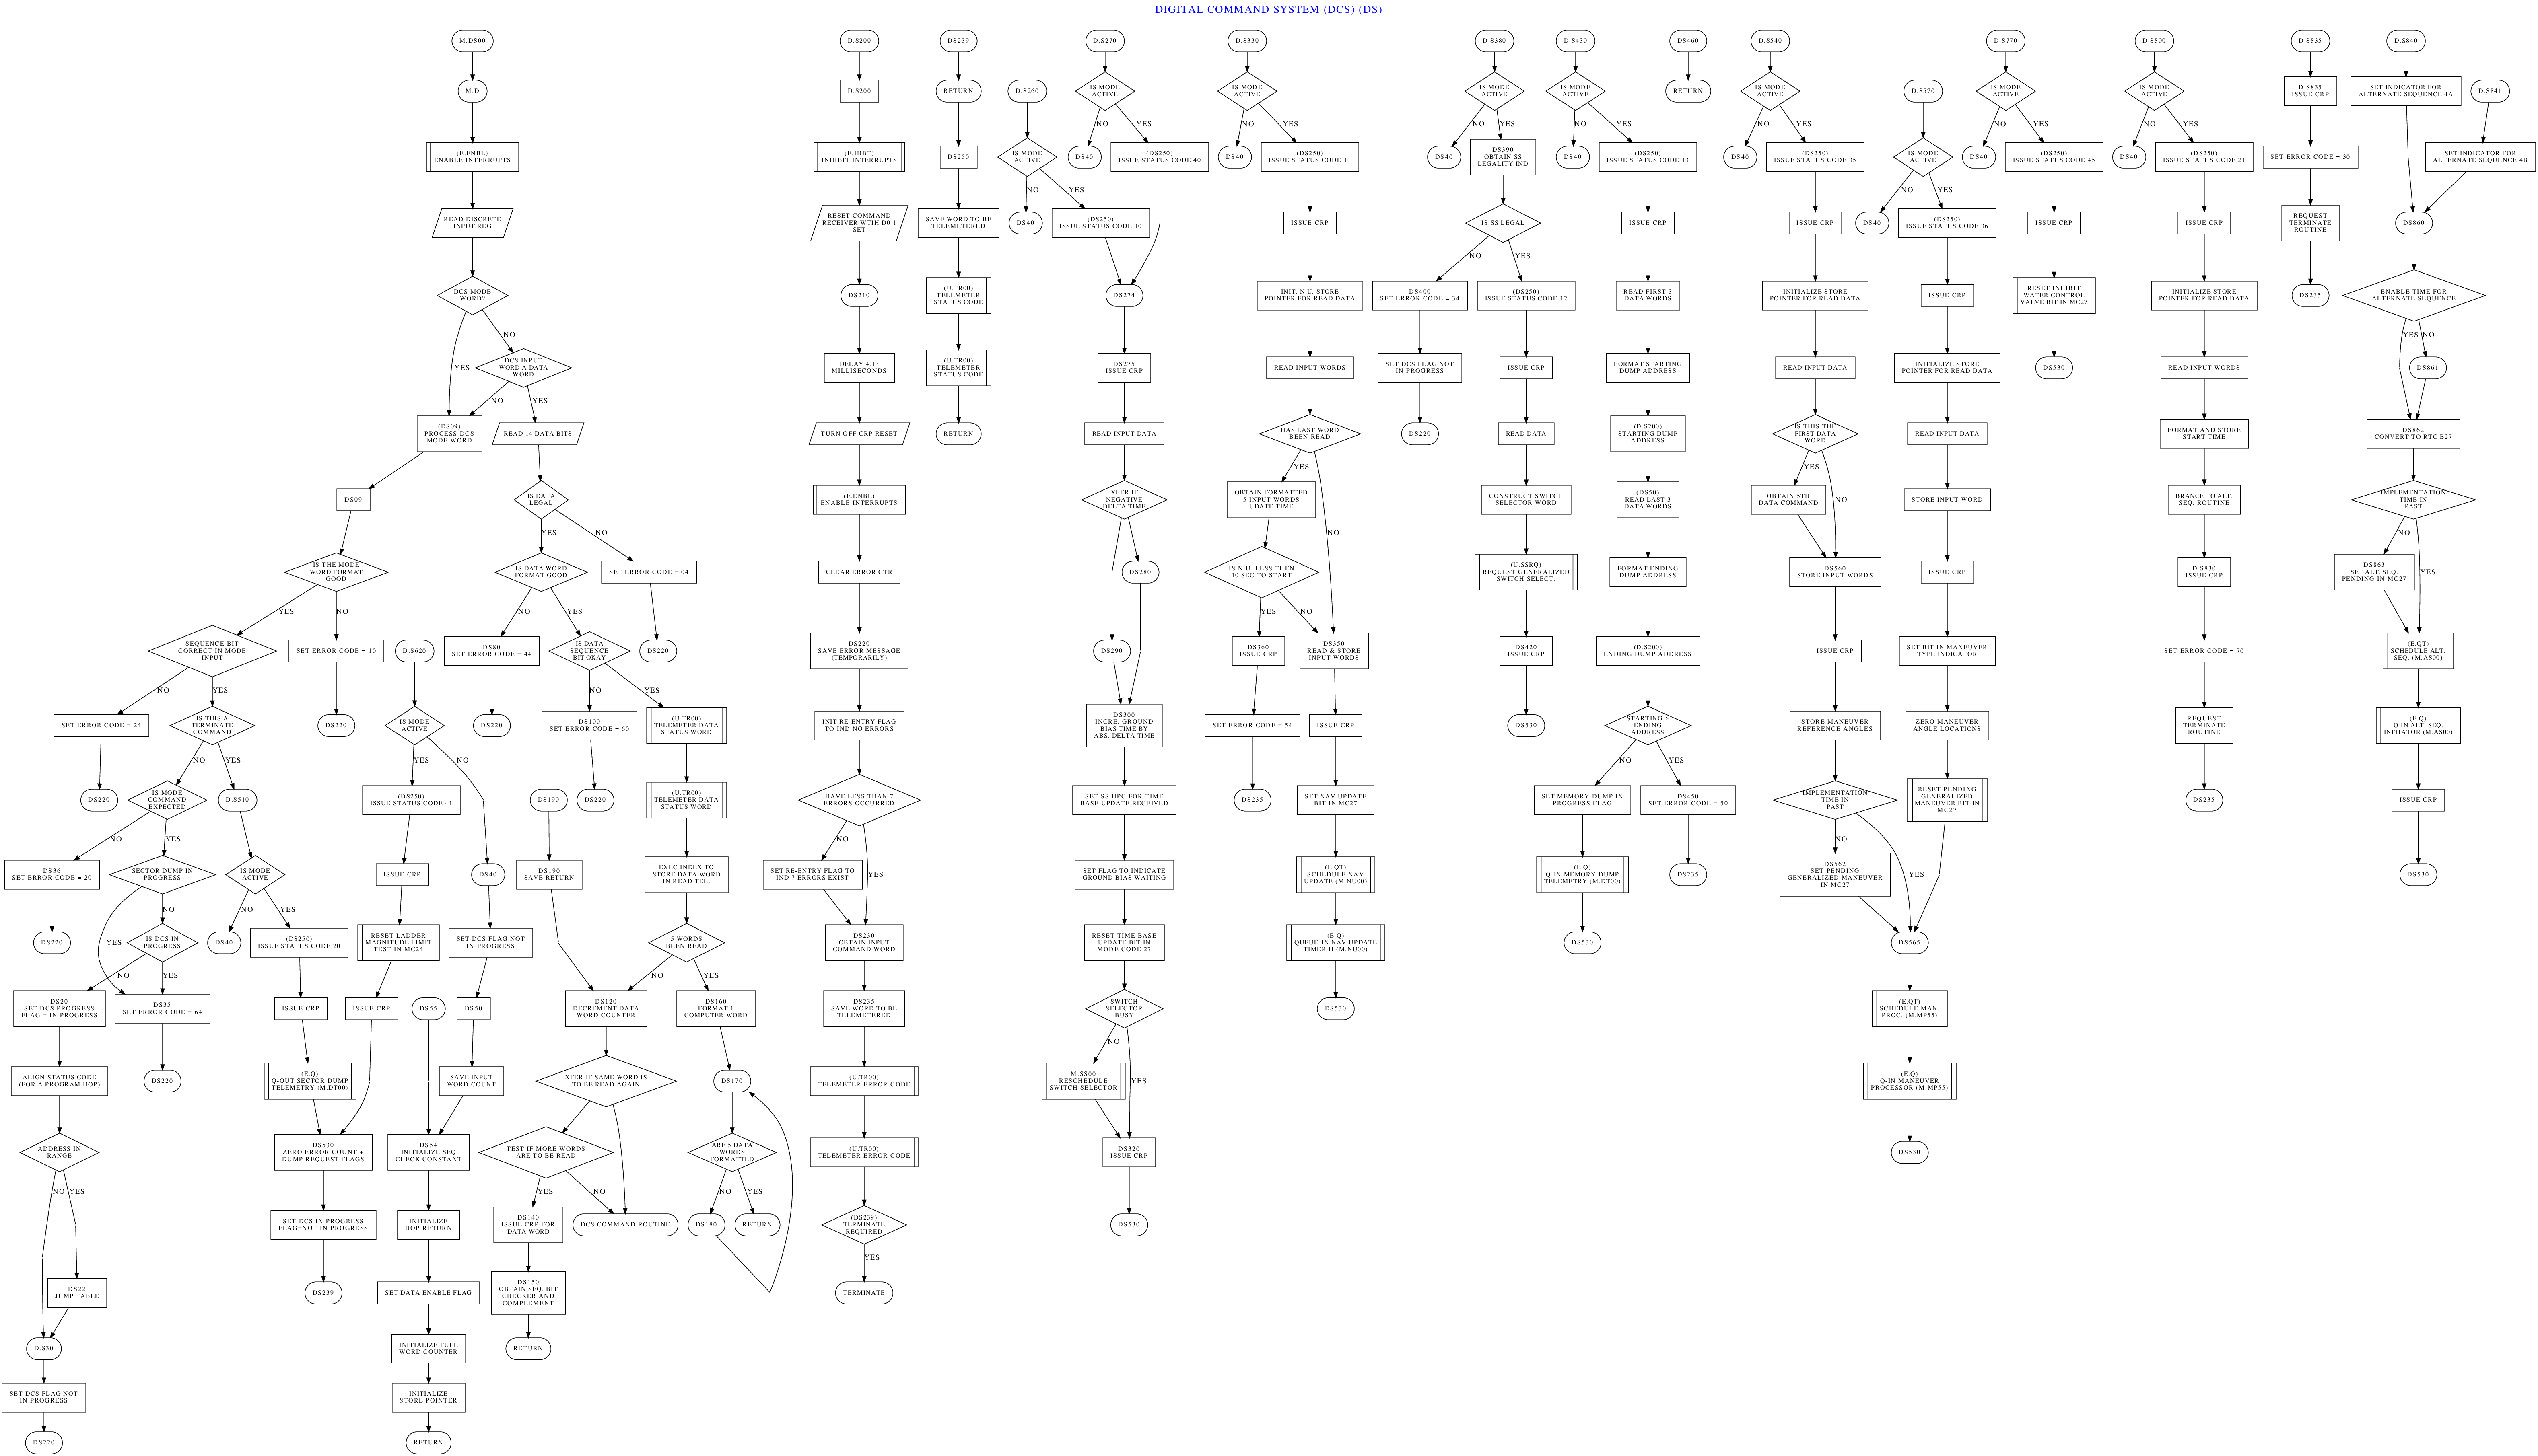 DIGITAL COMMAND SYSTEM (DCS) (DS)
M.DS00
M.D
(E.ENBL)
ENABLE INTERRUPTS
READ DISCRETE
INPUT REG
DCS MODE
WORD?
YES
NO
DCS INPUT
WORD A DATA
WORD
NO
YES
(DS09)
PROCESS DCS
MODE WORD
READ 14 DATA BITS
DS09
IS THE MODE
WORD FORMAT
GOOD
YES
NO
SEQUENCE BIT
CORRECT IN MODE
INPUT
SET ERROR CODE = 10
DS220
NO
YES
SET ERROR CODE = 24
DS220
IS THIS A
TERMINATE
COMMAND
NO
YES
IS MODE
COMMAND
EXPECTED
D.S510
NO
YES
DS36
SET ERROR CODE = 20
DS220
SECTOR DUMP IN
PROGRESS
YES
NO
IS DCS IN
PROGRESS
NO
YES
DS20
SET DCS PROGRESS
FLAG = IN PROGRESS
DS35
SET ERROR CODE = 64
DS220
ALIGN STATUS CODE
(FOR A PROGRAM HOP)
ADDRESS IN
RANGE
NO
YES
DS22
JUMP TABLE
D.S30
SET DCS FLAG NOT
IN PROGRESS
DS220
IS MODE
ACTIVE
NO
YES
DS40
(DS250)
ISSUE STATUS CODE 20
ISSUE CRP
(E.Q)
Q-OUT SECTOR DUMP
TELEMETRY (M.DT00)
DS530
ZERO ERROR COUNT +
DUMP REQUEST FLAGS
SET DCS IN PROGRESS
FLAG=NOT IN PROGRESS
DS239
D.S620
IS MODE
ACTIVE
YES
NO
(DS250)
ISSUE STATUS CODE 41
ISSUE CRP
RESET LADDER
MAGNITUDE LIMIT
TEST IN MC24
ISSUE CRP
DS40
SET DCS FLAG NOT
IN PROGRESS
DS50
SAVE INPUT
WORD COUNT
DS55
DS54
INITIALIZE SEQ
CHECK CONSTANT
INITIALIZE
HOP RETURN
SET DATA ENABLE FLAG
INITIALIZE FULL
WORD COUNTER
INITIALIZE
STORE POINTER
RETURN
IS DATA
LEGAL
YES
NO
IS DATA WORD
FORMAT GOOD
SET ERROR CODE = 04
DS220
NO
YES
DS80
SET ERROR CODE = 44
DS220
IS DATA
SEQUENCE
BIT OKAY
NO
YES
DS100
SET ERROR CODE = 60
DS220
(U.TR00)
TELEMETER DATA
STATUS WORD
(U.TR00)
TELEMETER DATA
STATUS WORD
EXEC INDEX TO
STORE DATA WORD
IN READ TEL.
5 WORDS
BEEN READ
NO
YES
DS190
DS190
SAVE RETURN
DS120
DECREMENT DATA
WORD COUNTER
DS160
FORMAT 1
COMPUTER WORD
XFER IF SAME WORD IS
TO BE READ AGAIN
TEST IF MORE WORDS
ARE TO BE READ
YES
NO
DS140
ISSUE CRP FOR
DATA WORD
DCS COMMAND ROUTINE
DS150
OBTAIN SEQ. BIT
CHECKER AND
COMPLEMENT
RETURN
DS170
ARE 5 DATA
WORDS
FORMATTED
NO
YES
DS180
RETURN
D.S200
D.S200
(E.IHBT)
INHIBIT INTERRUPTS
RESET COMMAND
RECEIVER WTIH D0 1
SET
DS210
DELAY 4.13
MILLISECONDS
TURN OFF CRP RESET
(E.ENBL)
ENABLE INTERRUPTS
CLEAR ERROR CTR
DS220
SAVE ERROR MESSAGE
(TEMPORARILY)
INIT RE-ENTRY FLAG
TO IND NO ERRORS
HAVE LESS THAN 7
ERRORS OCCURRED
NO
YES
SET RE-ENTRY FLAG TO
IND 7 ERRORS EXIST
DS230
OBTAIN INPUT
COMMAND WORD
DS235
SAVE WORD TO BE
TELEMETERED
(U.TR00)
TELEMETER ERROR CODE
(U.TR00)
TELEMETER ERROR CODE
(DS239)
TERMINATE
REQUIRED
YES
TERMINATE
DS239
RETURN
DS250
SAVE WORD TO BE
TELEMETERED
(U.TR00)
TELEMETER
STATUS CODE
(U.TR00)
TELEMETER
STATUS CODE
RETURN
D.S260
IS MODE
ACTIVE
NO
YES
DS40
(DS250)
ISSUE STATUS CODE 10
D.S270
IS MODE
ACTIVE
NO
YES
DS40
(DS250)
ISSUE STATUS CODE 40
DS274
DS275
ISSUE CRP
READ INPUT DATA
XFER IF
NEGATIVE
DELTA TIME
DS280
DS290
DS300
INCRE. GROUND
BIAS TIME BY
ABS. DELTA TIME
SET SS HPC FOR TIME
BASE UPDATE RECEIVED
SET FLAG TO INDICATE
GROUND BIAS WAITING
RESET TIME BASE
UPDATE BIT IN
MODE CODE 27
SWITCH
SELECTOR
BUSY
NO
YES
M.SS00
RESCHEDULE
SWITCH SELECTOR
DS320
ISSUE CRP
DS530
D.S330
IS MODE
ACTIVE
NO
YES
DS40
(DS250)
ISSUE STATUS CODE 11
ISSUE CRP
INIT. N.U. STORE
POINTER FOR READ DATA
READ INPUT WORDS
HAS LAST WORD
BEEN READ
YES
NO
OBTAIN FORMATTED
5 INPUT WORDS
UDATE TIME
IS N.U. LESS THEN
10 SEC TO START
YES
NO
DS360
ISSUE CRP
SET ERROR CODE = 54
DS235
DS350
READ & STORE
INPUT WORDS
ISSUE CRP
SET NAV UPDATE
BIT IN MC27
(E.QT)
SCHEDULE NAV
UPDATE (M.NU00)
(E.Q)
QUEUE-IN NAV UPDATE
TIMER II (M.NU00)
DS530
D.S380
IS MODE
ACTIVE
NO
YES
DS40
DS390
OBTAIN SS
LEGALITY IND
IS SS LEGAL
NO
YES
DS400
SET ERROR CODE = 34
SET DCS FLAG NOT
IN PROGRESS
DS220
(DS250)
ISSUE STATUS CODE 12
ISSUE CRP
READ DATA
CONSTRUCT SWITCH
SELECTOR WORD
(U.SSRQ)
REQUEST GENERALIZED
SWITCH SELECT.
DS420
ISSUE CRP
DS530
D.S430
IS MODE
ACTIVE
NO
YES
DS40
(DS250)
ISSUE STATUS CODE 13
ISSUE CRP
READ FIRST 3
DATA WORDS
FORMAT STARTING
DUMP ADDRESS
(D.S200)
STARTING DUMP
ADDRESS
(DS50)
READ LAST 3
DATA WORDS
FORMAT ENDING
DUMP ADDRESS
(D.S200)
ENDING DUMP ADDRESS
STARTING >
ENDING
ADDRESS
NO
YES
SET MEMORY DUMP IN
PROGRESS FLAG
DS450
SET ERROR CODE = 50
(E.Q)
Q-IN MEMORY DUMP
TELEMETRY (M.DT00)
DS235
DS530
DS460
RETURN
D.S540
IS MODE
ACTIVE
NO
YES
DS40
(DS250)
ISSUE STATUS CODE 35
ISSUE CRP
INITIALIZE STORE
POINTER FOR READ DATA
READ INPUT DATA
IS THIS THE
FIRST DATA
WORD
YES
NO
OBTAIN 5TH
DATA COMMAND
DS560
STORE INPUT WORDS
ISSUE CRP
STORE MANEUVER
REFERENCE ANGLES
IMPLEMENTATION
TIME IN
PAST
NO
YES
DS562
SET PENDING
GENERALIZED MANEUVER
IN MC27
D.S570
IS MODE
ACTIVE
NO
YES
DS40
(DS250)
ISSUE STATUS CODE 36
ISSUE CRP
INITIALIZE STORE
POINTER FOR READ DATA
READ INPUT DATA
STORE INPUT WORD
ISSUE CRP
SET BIT IN MANEUVER
TYPE INDICATOR
ZERO MANEUVER
ANGLE LOCATIONS
RESET PENDING
GENERALIZED
MANEUVER BIT IN
MC27
DS565
(E.QT)
SCHEDULE MAN.
PROC. (M.MP55)
(E.Q)
Q-IN MANEUVER
PROCESSOR (M.MP55)
DS530
D.S770
IS MODE
ACTIVE
NO
YES
DS40
(DS250)
ISSUE STATUS CODE 45
ISSUE CRP
RESET INHIBIT
WATER CONTROL
VALVE BIT IN MC27
DS530
D.S800
IS MODE
ACTIVE
NO
YES
DS40
(DS250)
ISSUE STATUS CODE 21
ISSUE CRP
INITIALIZE STORE
POINTER FOR READ DATA
READ INPUT WORDS
FORMAT AND STORE
START TIME
BRANCE TO ALT.
SEQ. ROUTINE
D.S830
ISSUE CRP
SET ERROR CODE = 70
REQUEST
TERMINATE
ROUTINE
DS235
D.S835
D.S835
ISSUE CRP
SET ERROR CODE = 30
REQUEST
TERMINATE
ROUTINE
DS235
D.S840
SET INDICATOR FOR
ALTERNATE SEQUENCE 4A
D.S841
SET INDICATOR FOR
ALTERNATE SEQUENCE 4B
DS860
ENABLE TIME FOR
ALTERNATE SEQUENCE
YES
NO
DS861
DS862
CONVERT TO RTC B27
IMPLEMENTATION
TIME IN
PAST
NO
YES
DS863
SET ALT. SEQ.
PENDING IN MC27
(E.QT)
SCHEDULE ALT.
SEQ. (M.AS00)
(E.Q)
Q-IN ALT. SEQ.
INITIATOR (M.AS00)
ISSUE CRP
DS530